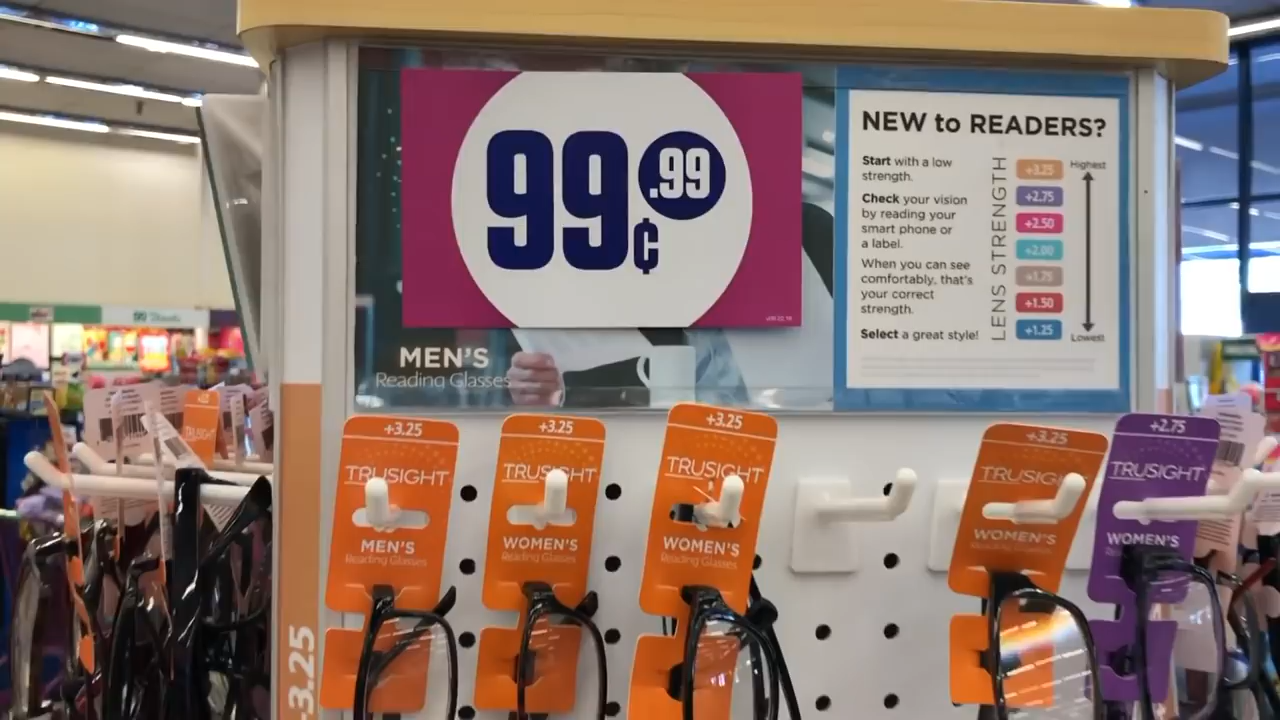 99¢.99
MEN'S
Reading Glasses
NEW to READERS?
Start with a low
strength.
Check your vision
by reading your
smart phone or
a label.
When you can see
comfortably, that's
your correct
strength.
Select a great style!
LENS STRENGTH
Highest
+3.25
+2.75
+2.50
+2.00
+1.75
+1.50
+1.25
Lowest
+3.25
TRUSIGHT
MEN'S
Reading Glasses
+3.25
TRUSIGHT
WOMEN'S
Reading Glasses
+3.25
TRUSIGHT
WOMEN'S
Reading Glasses
+3.25
TRUSIGHT
WOMEN'S
Reading Glasses
+2.75
TRUSIGHT
WOMEN'S
Reading Glasses
TRUSIGHT
+3.25